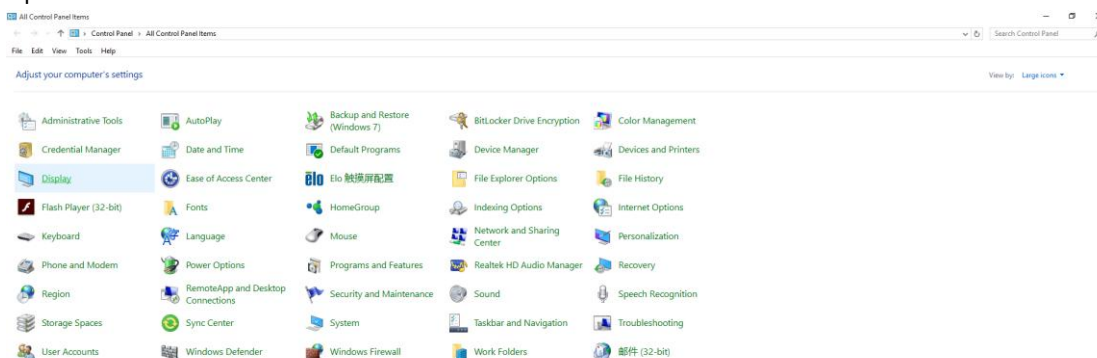 All Control Panel Items
Control Panel > All Control Panel Items
Search Control Panel
File Edit View Tools Help
Adjust your computer's settings
View by: Large icons
Administrative Tools
AutoPlay
Backup and Restore
(Windows 7)
BitLocker Drive Encryption
Color Management
Credential Manager
Date and Time
Default Programs
Device Manager
Devices and Printers
Display
Ease of Access Center
elo Elo 触摸屏配置
File Explorer Options
File History
Flash Player (32-bit)
Fonts
HomeGroup
Indexing Options
Internet Options
Keyboard
Language
Mouse
Network and Sharing
Center
Personalization
Phone and Modem
Power Options
Programs and Features
Realtek HD Audio Manager
Recovery
Region
RemoteApp and Desktop
Connections
Security and Maintenance
Sound
Speech Recognition
Storage Spaces
Sync Center
System
Taskbar and Navigation
Troubleshooting
User Accounts
Windows Defender
Windows Firewall
Work Folders
邮件 (32-bit)